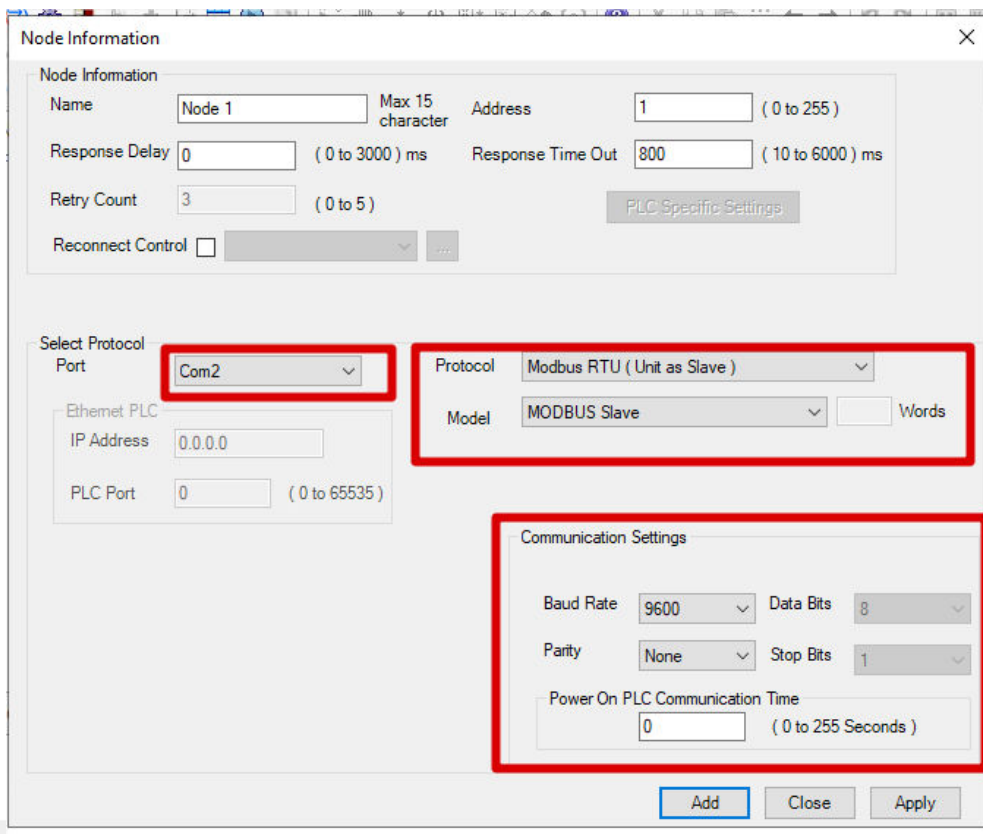 Node Information
Node Information
Name Node 1 Max 15 character Address 1 ( 0 to 255 )
Response Delay 0 ( 0 to 3000 ) ms Response Time Out 800 ( 10 to 6000 ) ms
Retry Count 3 ( 0 to 5 ) PLC Specific Settings
Reconnect Control ...
Select Protocol
Port Com2 Protocol Modbus RTU ( Unit as Slave )
Model MODBUS Slave Words
Ethernet PLC
IP Address 0.0.0.0
PLC Port 0 ( 0 to 65535 )
Communication Settings
Baud Rate 9600 Data Bits 8
Parity None Stop Bits 1
Power On PLC Communication Time
0 ( 0 to 255 Seconds )
Add Close Apply